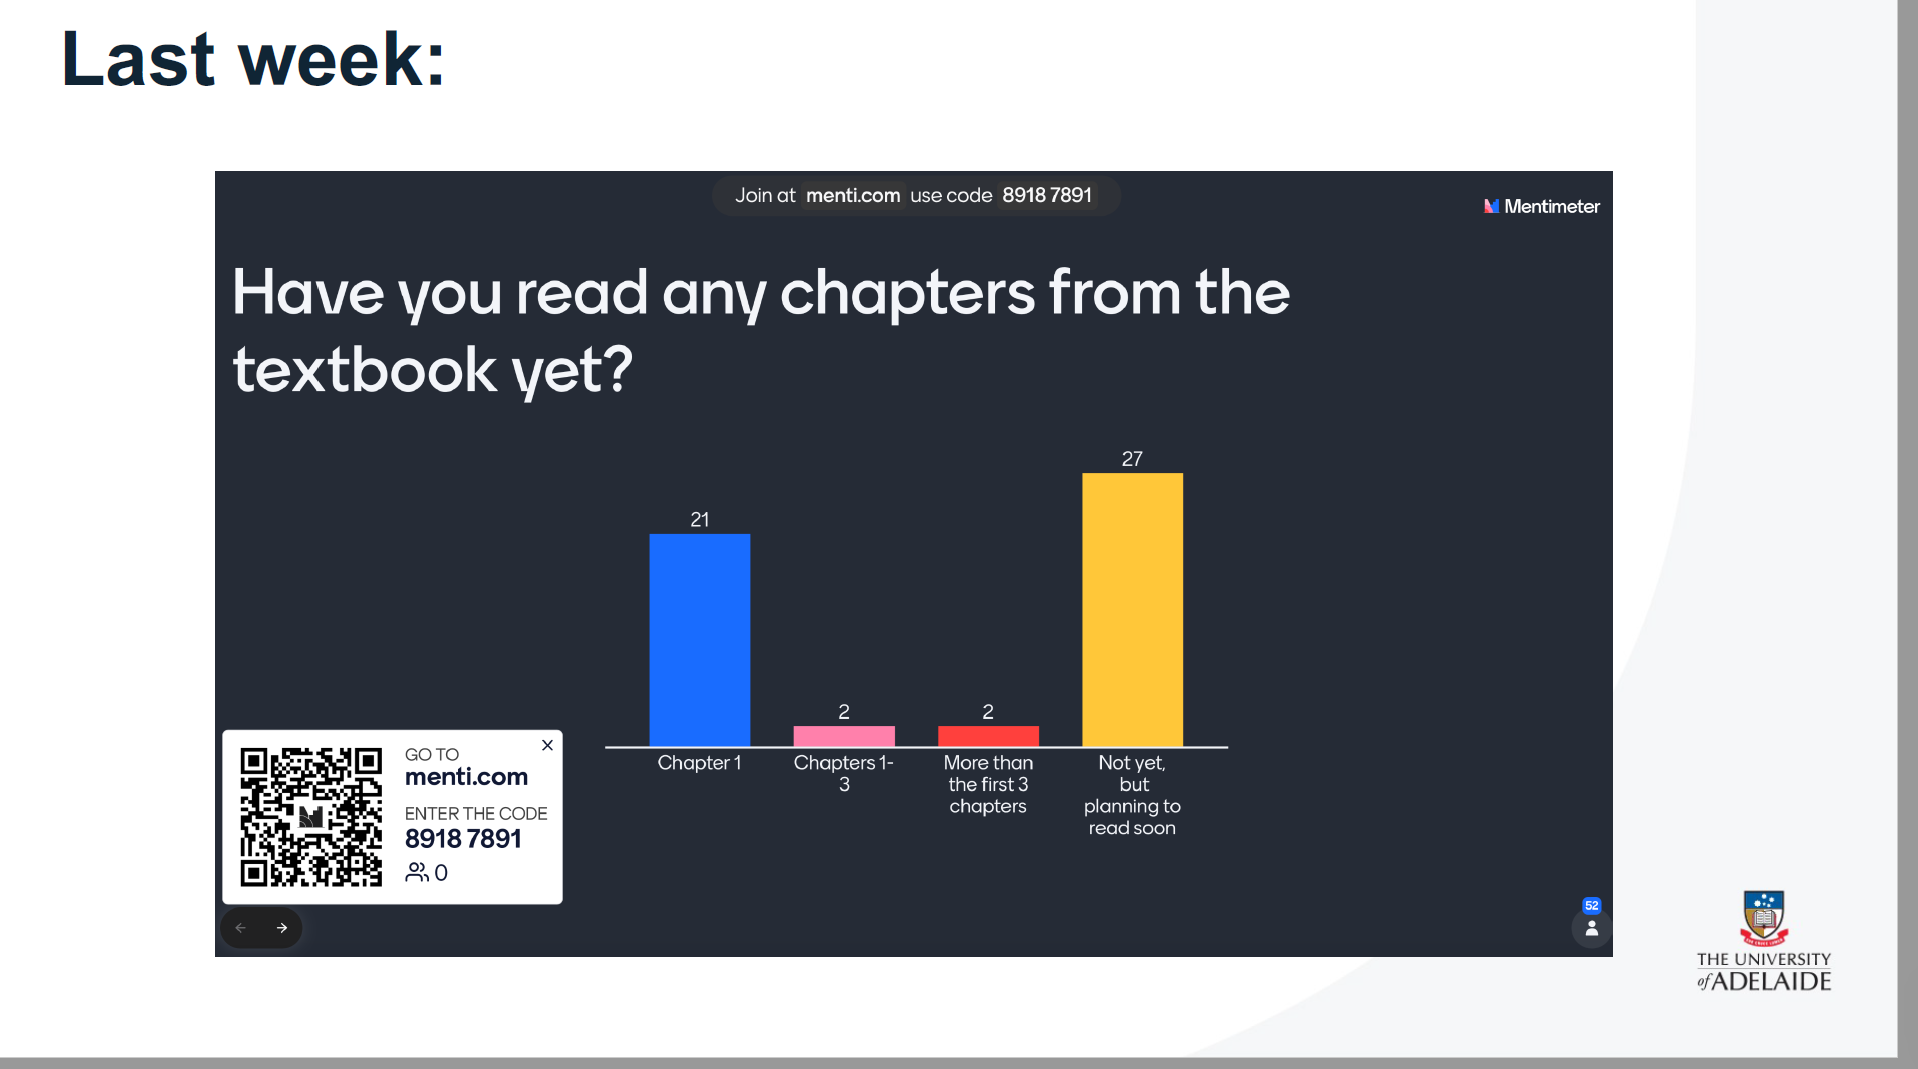 Last week:
Join at menti.com use code 8918 7891
Mentimeter
Have you read any chapters from the
textbook yet?
21
2
2
27
Chapter 1
Chapters 1-
3
More than
the first 3
chapters
Not yet,
but
planning to
read soon
GO TO
menti.com
ENTER THE CODE
8918 7891
0
52
THE UNIVERSITY
of ADELAIDE